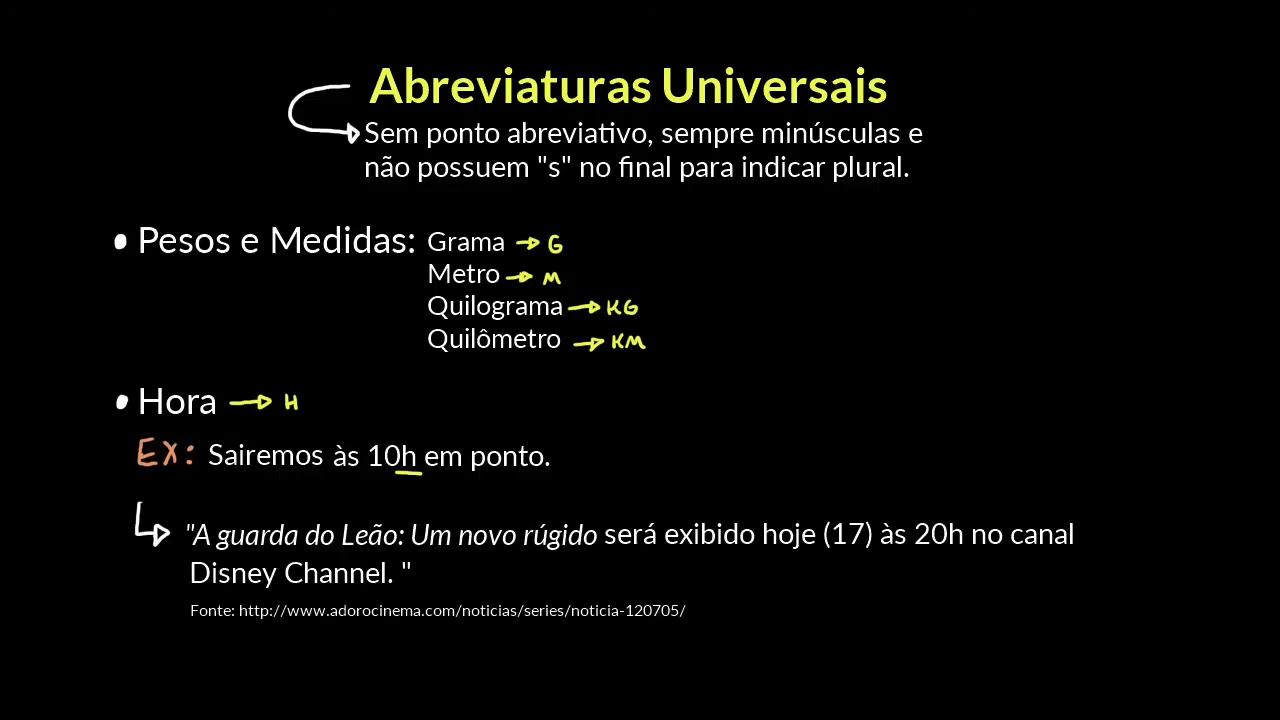 Abreviaturas Universais
Sem ponto abreviativo, sempre minúsculas e
não possuem "s" no final para indicar plural.
• Pesos e Medidas: Grama → G
Metro → M
Quilograma → KG
Quilômetro → KM
• Hora → H
EX: Sairemos às 10h em ponto.
"A guarda do Leão: Um novo rúgido será exibido hoje (17) às 20h no canal
Disney Channel. "
Fonte: http://www.adorocinema.com/noticias/series/noticia-120705/